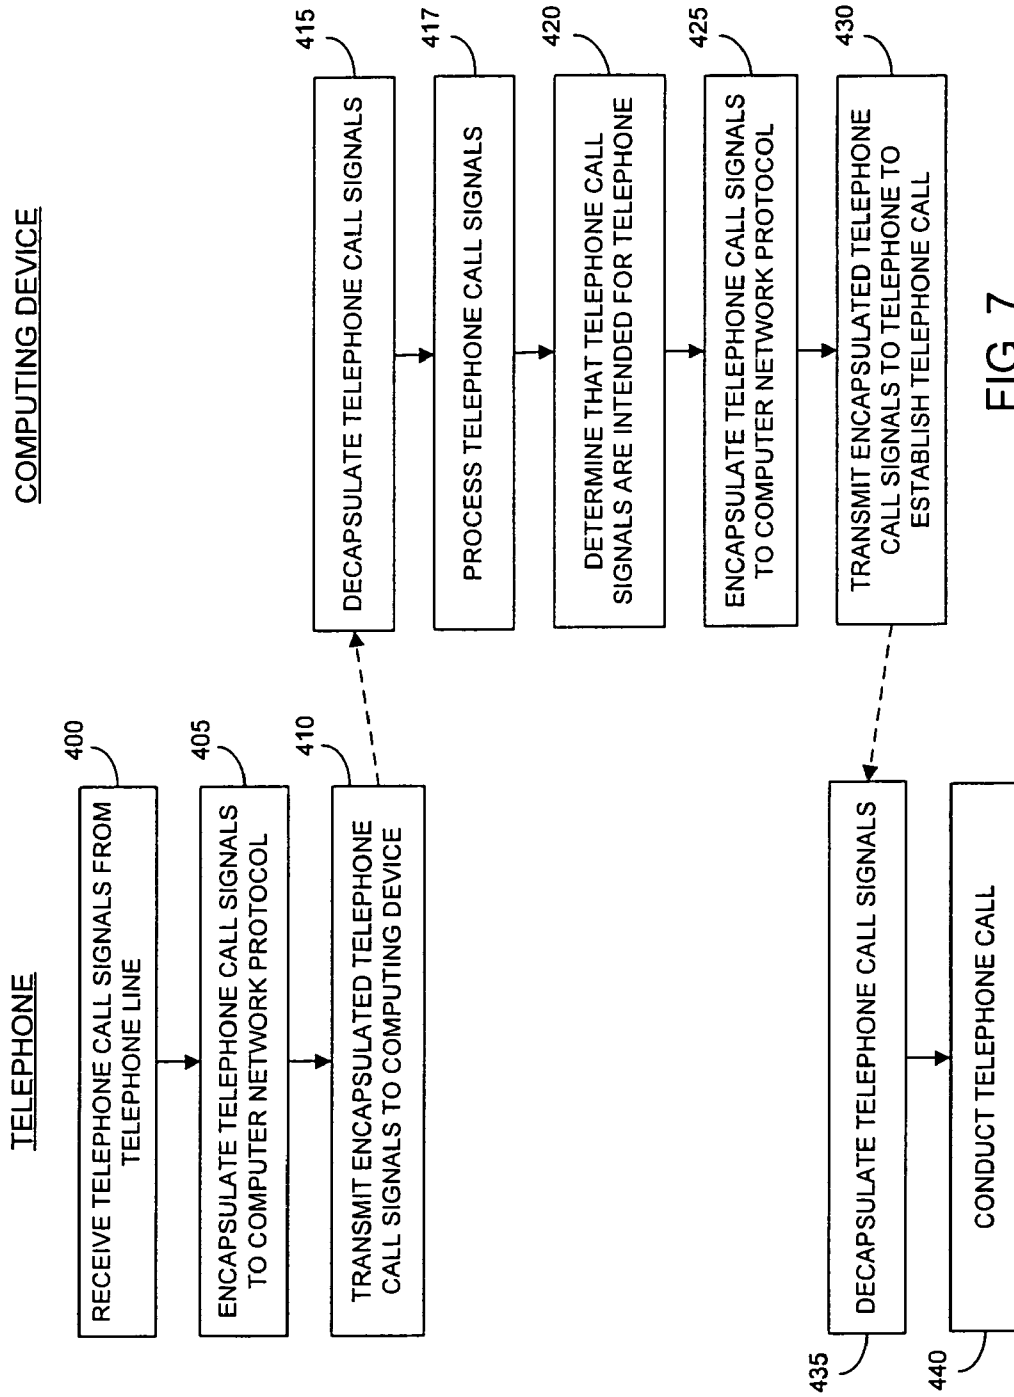 TELEPHONE
400
RECEIVE TELEPHONE CALL SIGNALS FROM
TELEPHONE LINE
405
ENCAPSULATE TELEPHONE CALL SIGNALS
TO COMPUTER NETWORK PROTOCOL
410
TRANSMIT ENCAPSULATED TELEPHONE
CALL SIGNALS TO COMPUTING DEVICE
COMPUTING DEVICE
415
DECAPSULATE TELEPHONE CALL SIGNALS
417
PROCESS TELEPHONE CALL SIGNALS
420
DETERMINE THAT TELEPHONE CALL
SIGNALS ARE INTENDED FOR TELEPHONE
425
ENCAPSULATE TELEPHONE CALL SIGNALS
TO COMPUTER NETWORK PROTOCOL
430
TRANSMIT ENCAPSULATED TELEPHONE
CALL SIGNALS TO TELEPHONE TO
ESTABLISH TELEPHONE CALL
435
DECAPSULATE TELEPHONE CALL SIGNALS
440
CONDUCT TELEPHONE CALL
FIG. 7